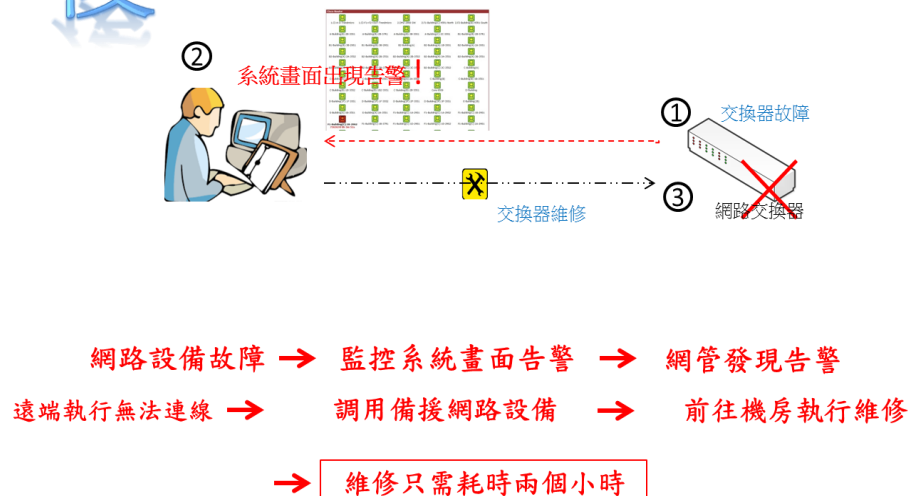 後
②
系統畫面出現告警！
① 交換器故障
③
交換器維修
網路交換器
網路設備故障 → 監控系統畫面告警 → 網管發現告警
遠端執行無法連線 → 調用備援網路設備 → 前往機房執行維修
→ 維修只需耗時兩個小時